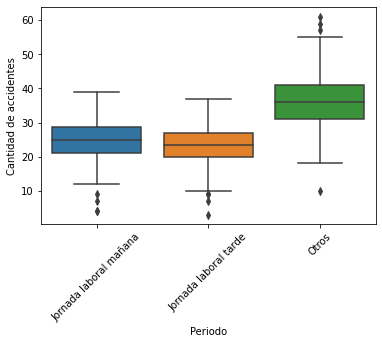 Cantidad de accidentes
60
50
40
30
20
10
Jornada laboral mañana
Jornada laboral tarde
Otros
Periodo